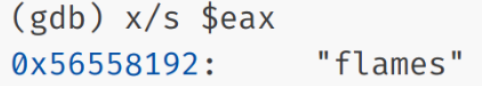 (gdb) x/s $eax
0x56558192: "flames"